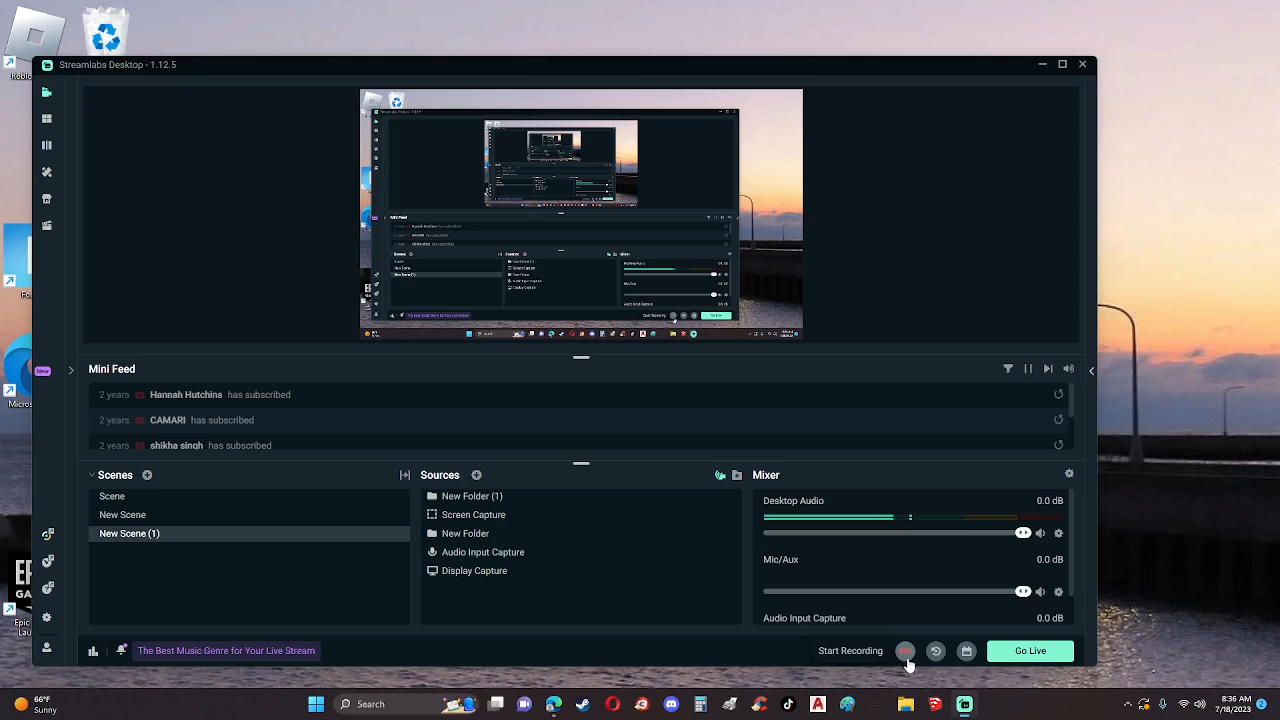 Streamlabs Desktop - 1.12.5
New
Mini Feed
2 years Hannah Hutchins has subscribed
2 years CAMARI has subscribed
2 years shikha singh has subscribed
Scenes
Scene
New Scene
New Scene (1)
Sources
New Folder (1)
Screen Capture
New Folder
Audio Input Capture
Display Capture
Mixer
Desktop Audio 0.0 dB
Mic/Aux 0.0 dB
Audio Input Capture 0.0 dB
The Best Music Genre for Your Live Stream
Start Recording
REC
Go Live
66°F
Sunny
Search
8:36 AM
2